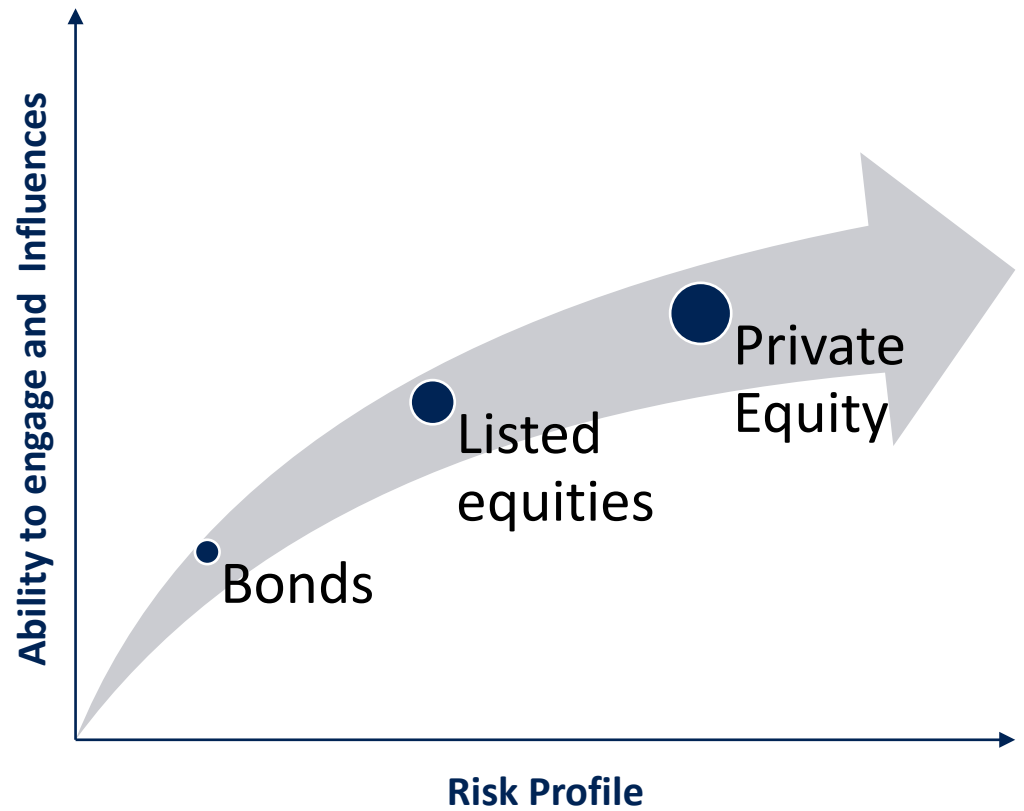 Ability to engage and  Influences
Private
Equity
Listed
equities
Bonds
Risk Profile